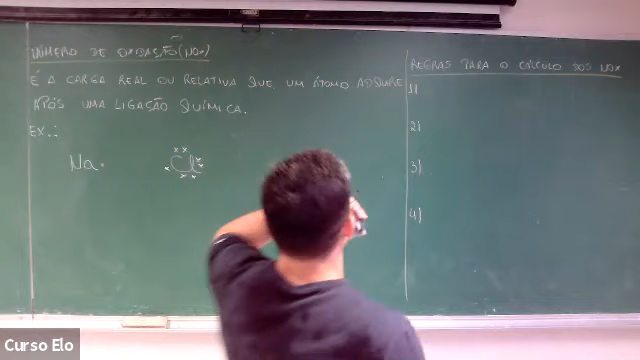 NÚMERO DE OXIDAÇÃO (NOX)
É A CARGA REAL OU RELATIVA QUE UM ÁTOMO ADQUIRE
APÓS UMA LIGAÇÃO QUÍMICA.
EX.:
Na. Cl
REGRAS PARA O CÁLCULO DOS NOX
1)
2)
3)
4)
Curso Elo